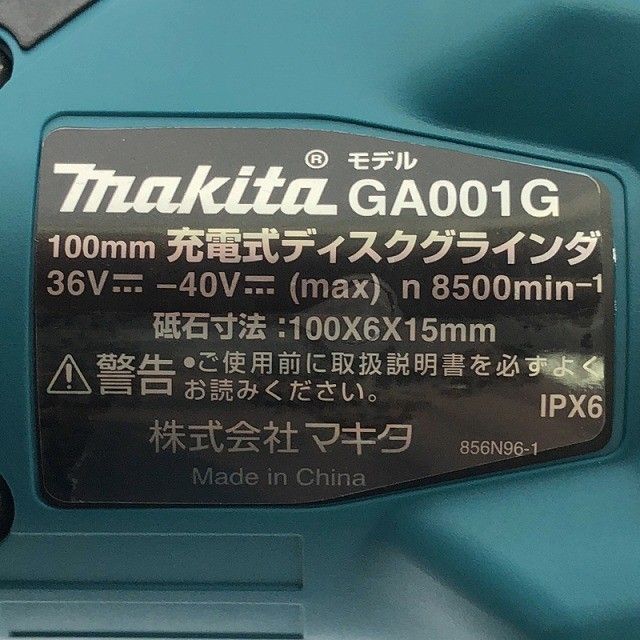 makita ® モデル GA001G
100mm 充電式ディスクグラインダ
36V⎓ –40V⎓ (max) n 8500min⁻¹
砥石寸法:100X6X15mm
警告 •ご使用前に取扱説明書を必ずよく
お読みください。
IPX6
株式会社 マキタ 856N96-1
Made in China